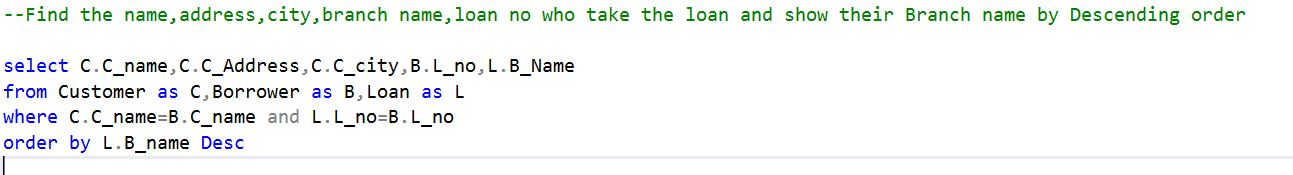 --Find the name,address,city,branch name,loan no who take the loan and show their Branch name by Descending order
select C.C_name,C.C_Address,C.C_city,B.L_no,L.B_Name
from Customer as C,Borrower as B,Loan as L
where C.C_name=B.C_name and L.L_no=B.L_no
order by L.B_name Desc